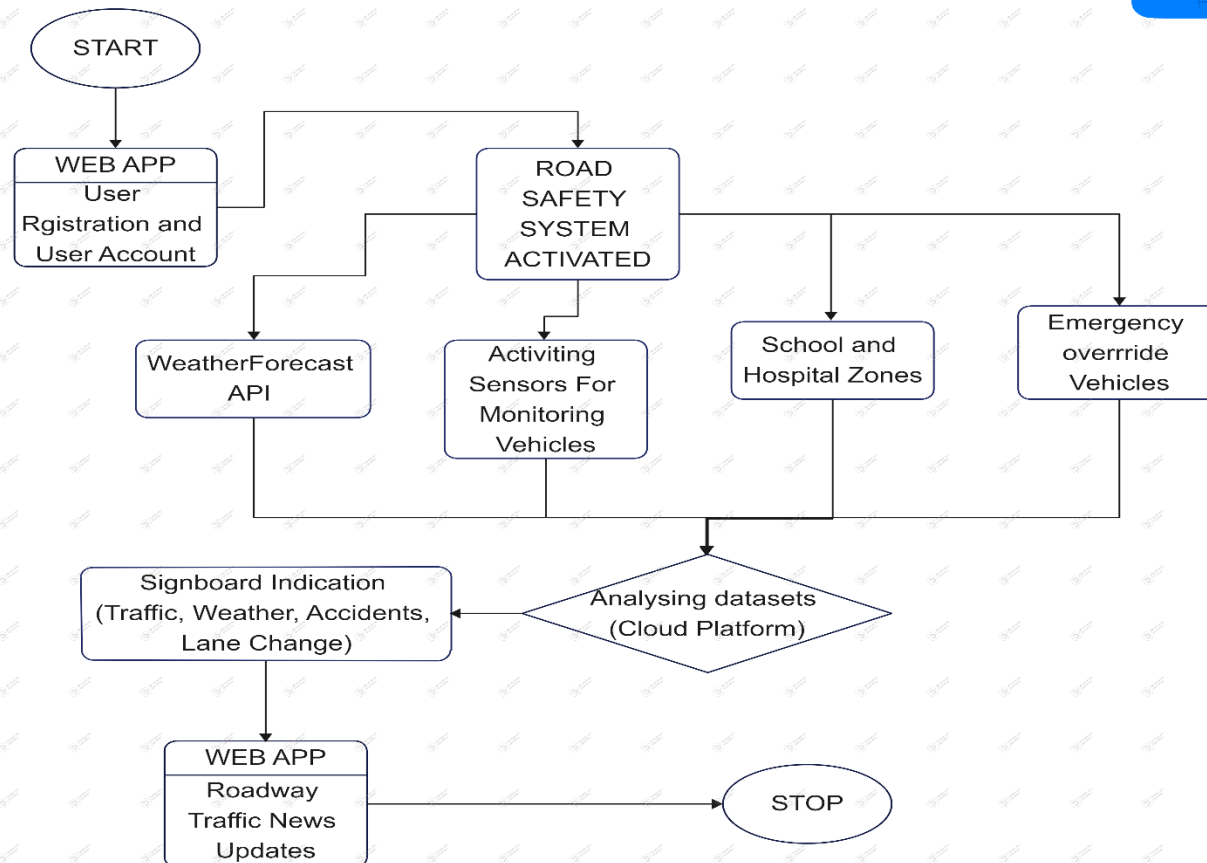 START
WEB APP
User
Rgistration and
User Account
ROAD
SAFETY
SYSTEM
ACTIVATED
WeatherForecast
API
Activiting
Sensors For
Monitoring
Vehicles
School and
Hospital Zones
Emergency
overrride
Vehicles
Analysing datasets
(Cloud Platform)
Signboard Indication
(Traffic, Weather, Accidents,
Lane Change)
WEB APP
Roadway
Traffic News
Updates
STOP